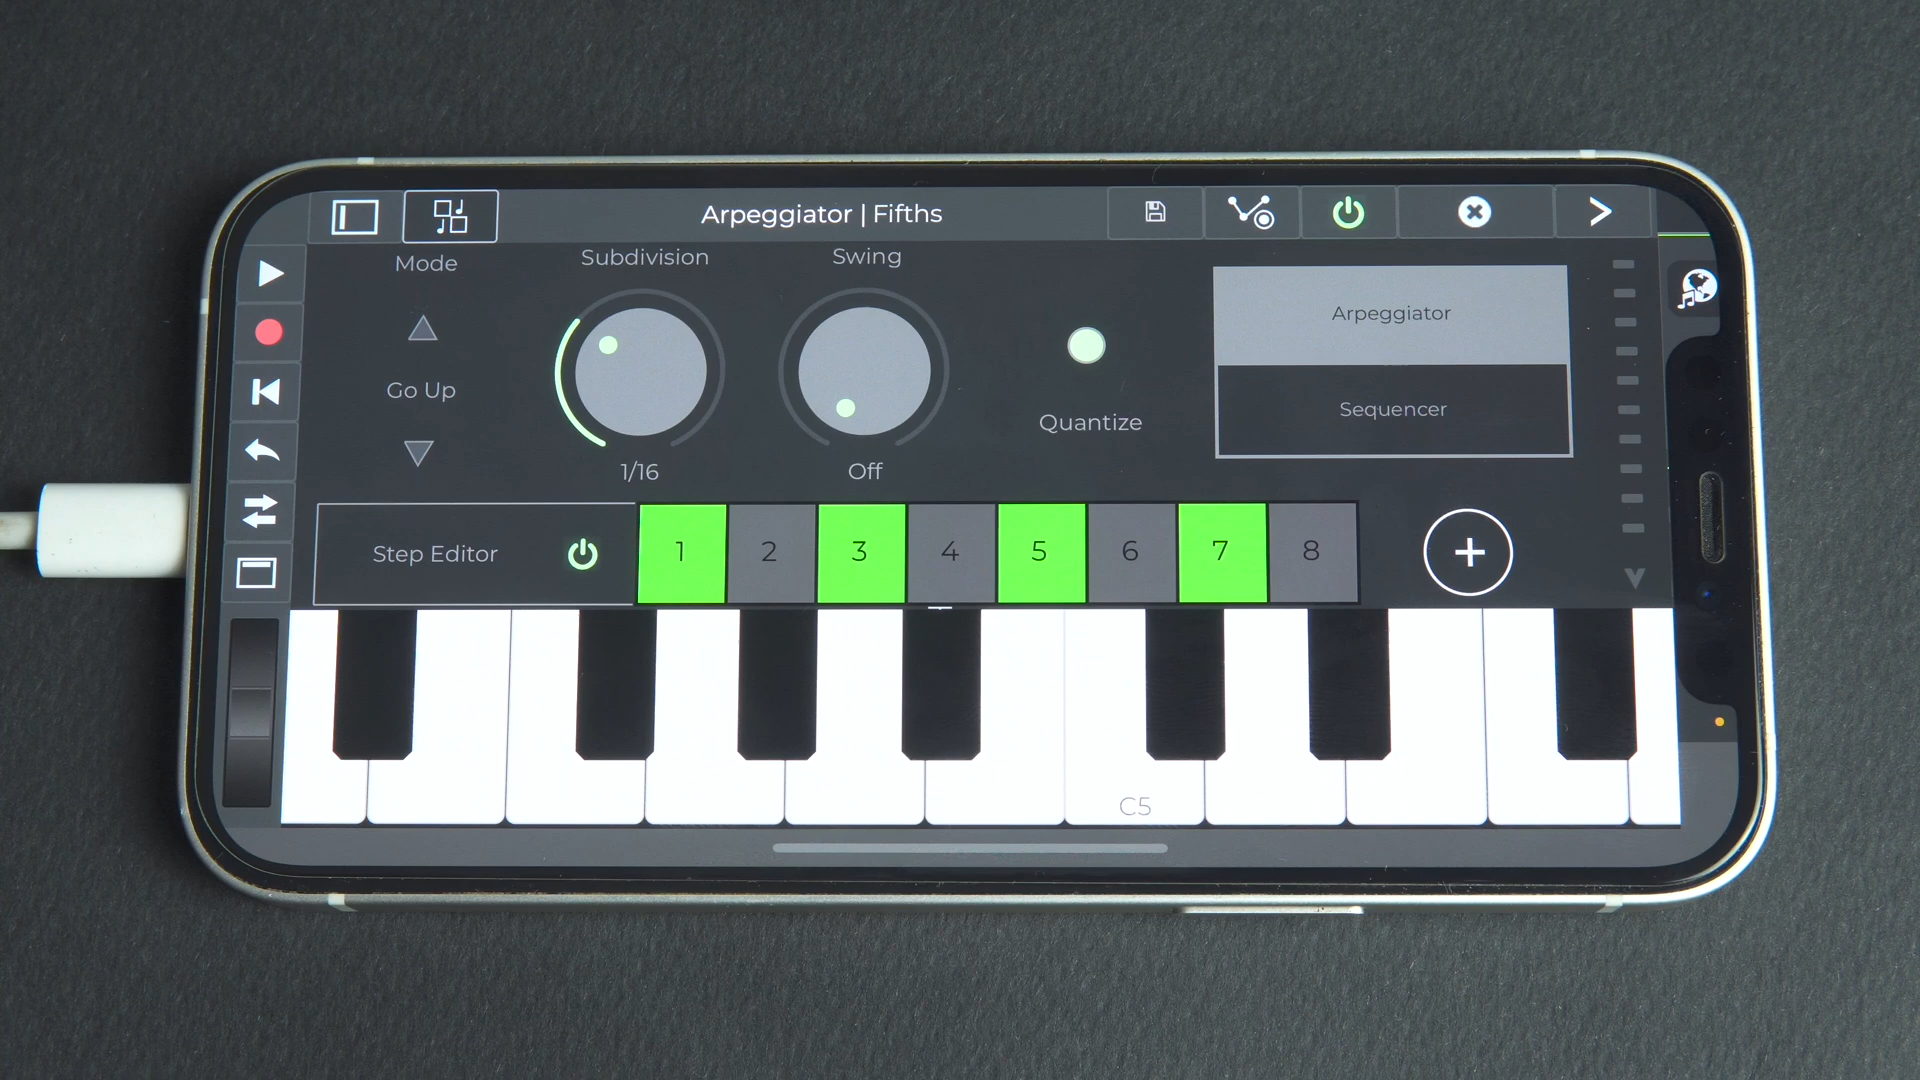 Arpeggiator | Fifths
Mode
Subdivision
Swing
Go Up
1/16
Off
Quantize
Arpeggiator
Sequencer
Step Editor
1 2 3 4 5 6 7 8
C5